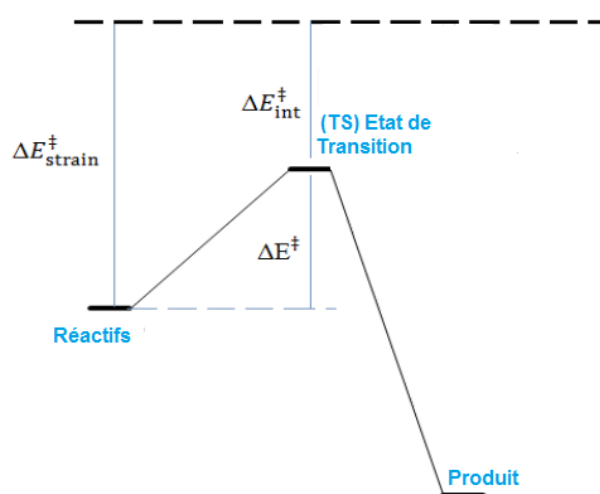 ΔE‡int
(TS) Etat de
Transition
ΔE‡strain
ΔE‡
Réactifs
Produit